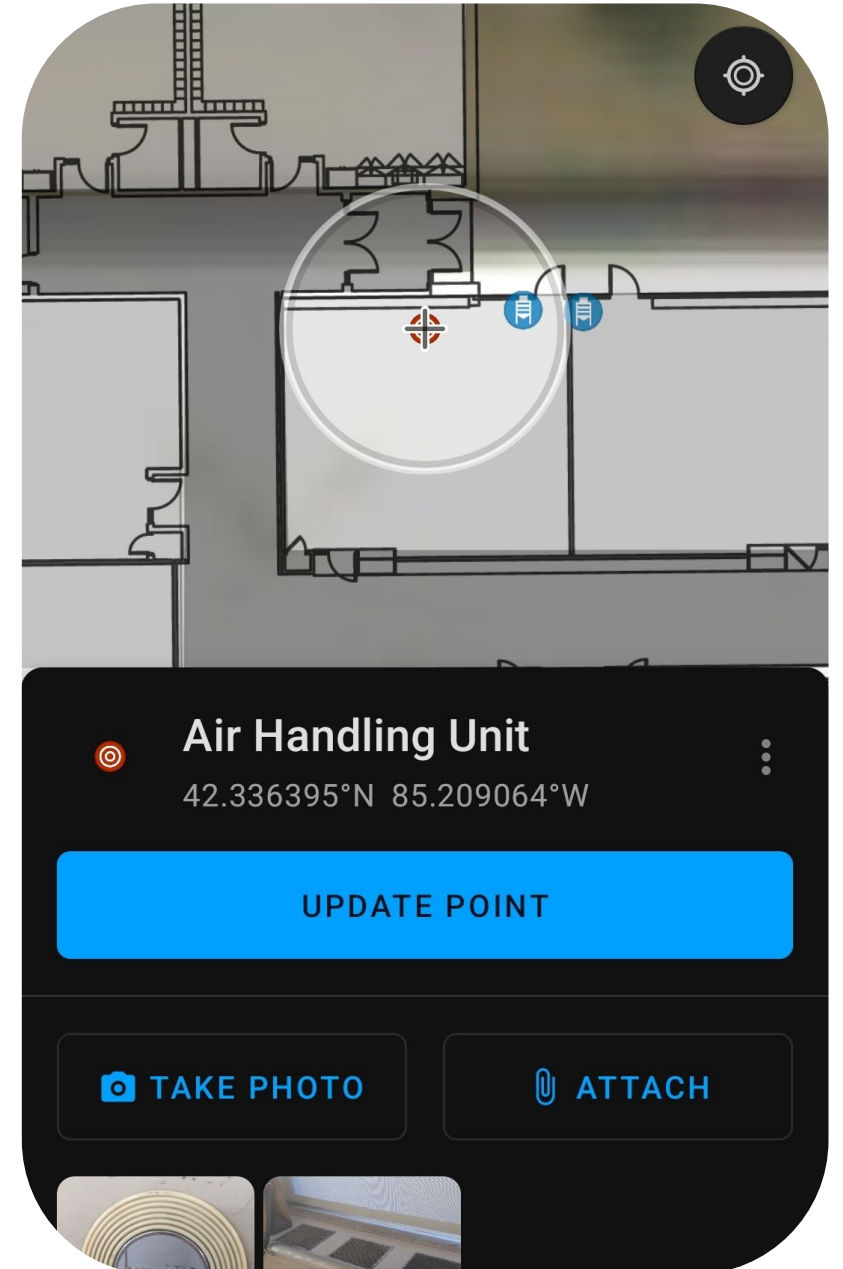 Air Handling Unit
42.336395°N 85.209064°W
UPDATE POINT
TAKE PHOTO
ATTACH